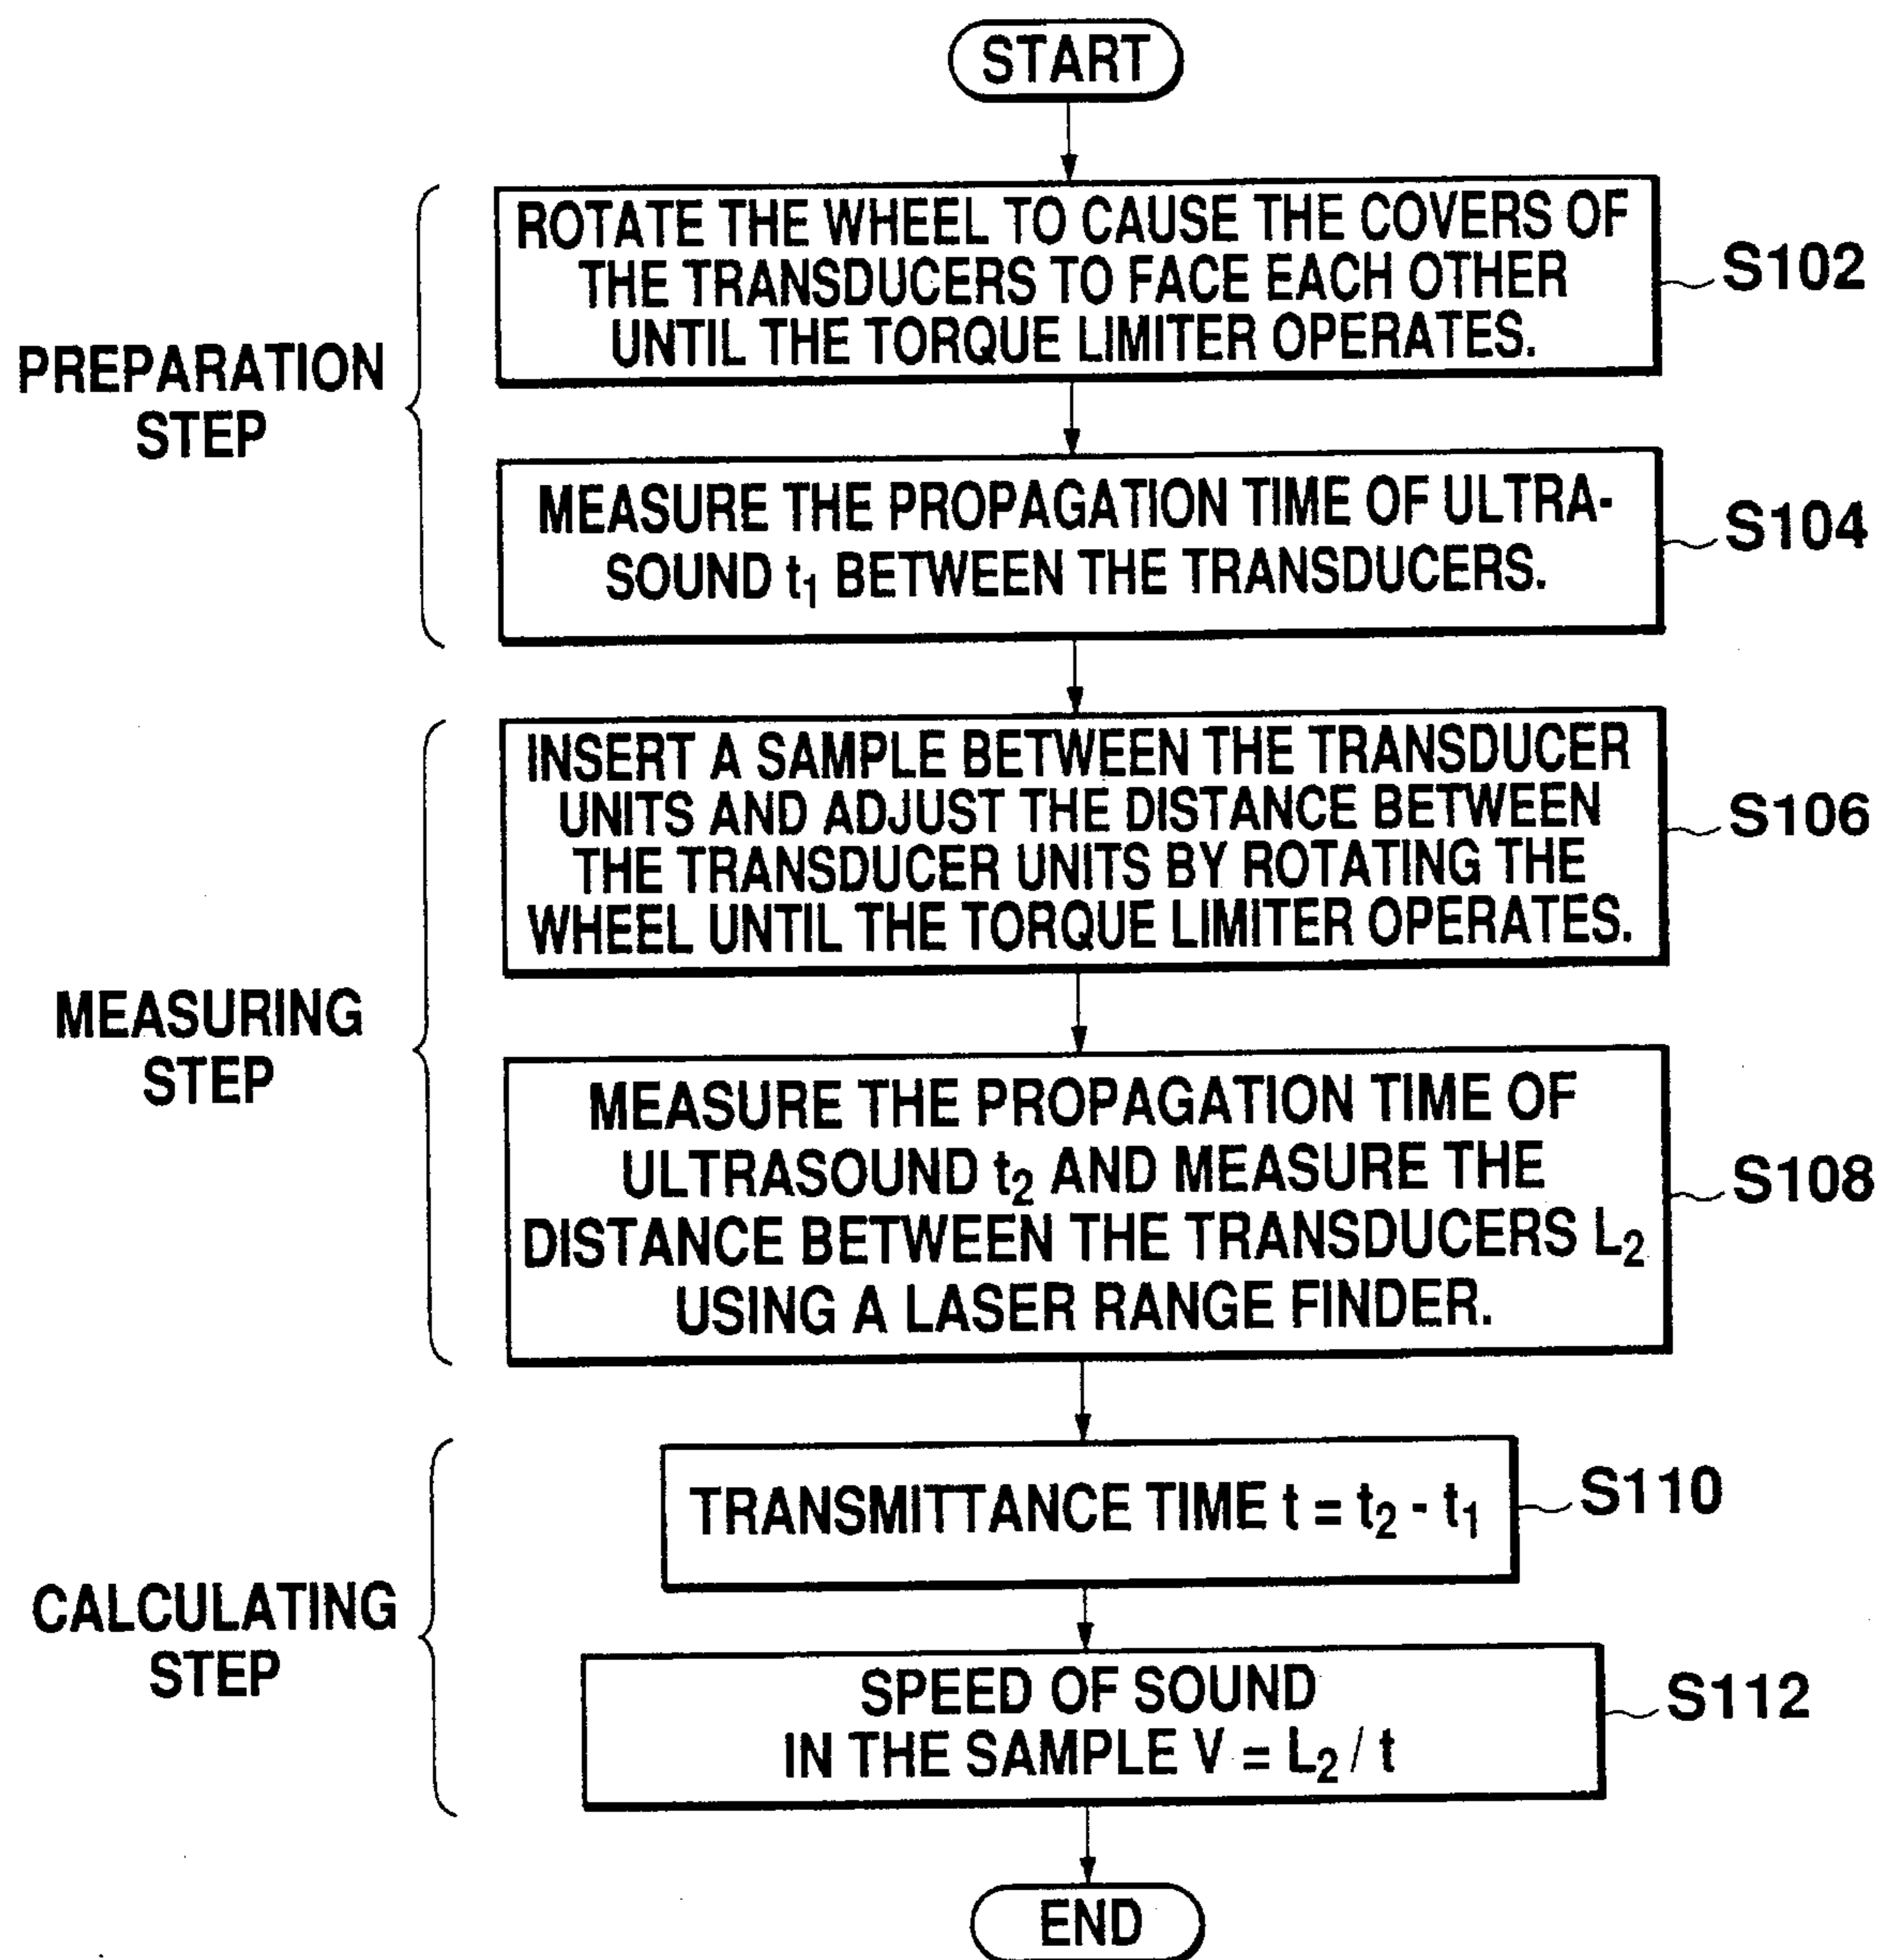 START
PREPARATION
STEP
ROTATE THE WHEEL TO CAUSE THE COVERS OF
THE TRANSDUCERS TO FACE EACH OTHER
UNTIL THE TORQUE LIMITER OPERATES.
S102
MEASURE THE PROPAGATION TIME OF ULTRA-
SOUND t₁ BETWEEN THE TRANSDUCERS.
S104
MEASURING
STEP
INSERT A SAMPLE BETWEEN THE TRANSDUCER
UNITS AND ADJUST THE DISTANCE BETWEEN
THE TRANSDUCER UNITS BY ROTATING THE
WHEEL UNTIL THE TORQUE LIMITER OPERATES.
S106
MEASURE THE PROPAGATION TIME OF
ULTRASOUND t₂ AND MEASURE THE
DISTANCE BETWEEN THE TRANSDUCERS L₂
USING A LASER RANGE FINDER.
S108
CALCULATING
STEP
TRANSMITTANCE TIME t = t₂ - t₁
S110
SPEED OF SOUND
IN THE SAMPLE V = L₂ / t
S112
END